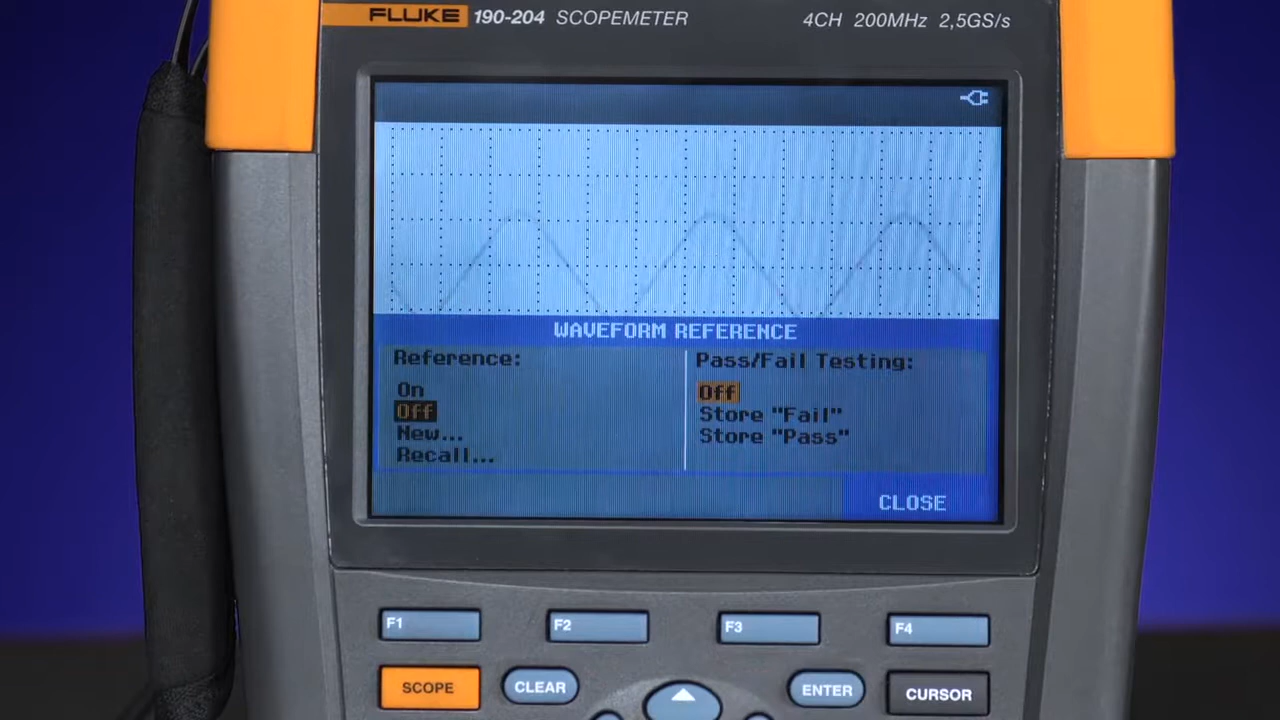 FLUKE 190-204 SCOPEMETER 4CH 200MHz 2,5GS/s
WAVEFORM REFERENCE
Reference: Pass/Fail Testing:
On Off
Off Store "Fail"
New... Store "Pass"
Recall...
CLOSE
F1 F2 F3 F4
SCOPE CLEAR ENTER CURSOR